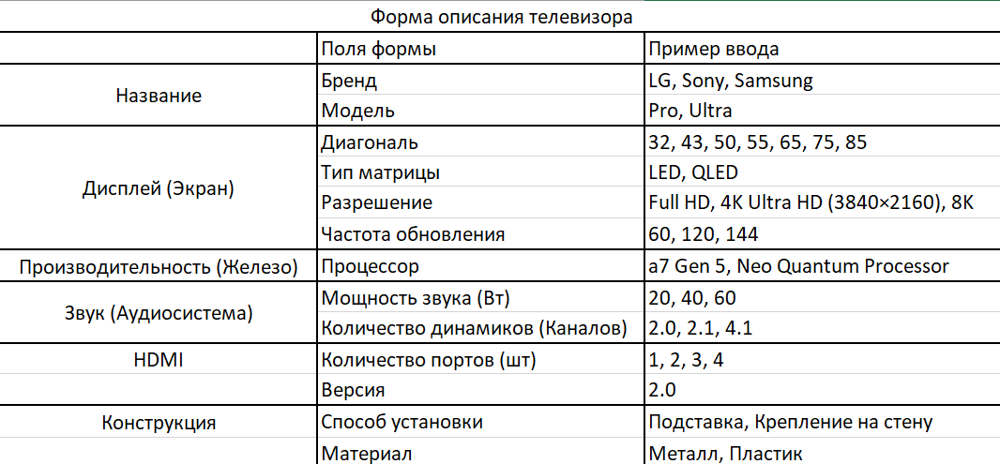 Форма описания телевизора
Поля формы Пример ввода
Название Бренд LG, Sony, Samsung
Модель Pro, Ultra
Дисплей (Экран) Диагональ 32, 43, 50, 55, 65, 75, 85
Тип матрицы LED, QLED
Разрешение Full HD, 4K Ultra HD (3840×2160), 8K
Частота обновления 60, 120, 144
Производительность (Железо) Процессор a7 Gen 5, Neo Quantum Processor
Звук (Аудиосистема) Мощность звука (Вт) 20, 40, 60
Количество динамиков (Каналов) 2.0, 2.1, 4.1
HDMI Количество портов (шт) 1, 2, 3, 4
Версия 2.0
Конструкция Способ установки Подставка, Крепление на стену
Материал Металл, Пластик